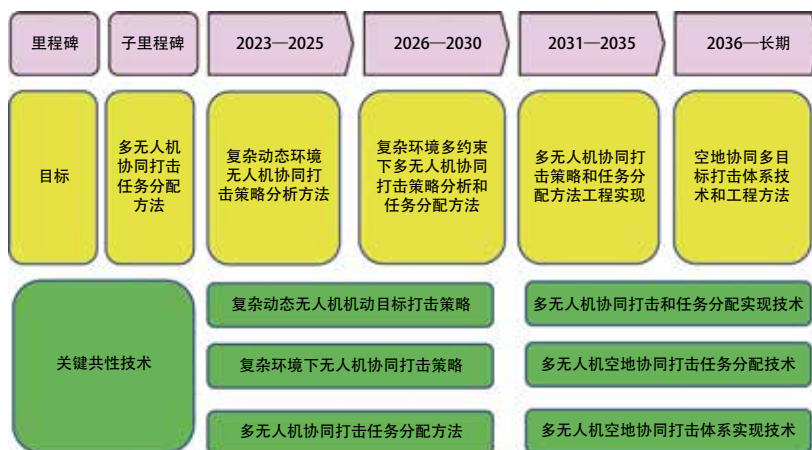 里程碑
子里程碑
2023—2025
2026—2030
2031—2035
2036—长期
目标
多无人机
协同打击
任务分配
方法
复杂动态环境
无人机协同打
击策略分析方法
复杂环境多约束
下多无人机协同
打击策略分析和
任务分配方法
多无人机协同打
击策略和任务分
配方法工程实现
空地协同多目
标打击体系技
术和工程方法
关键共性技术
复杂动态无人机机动目标打击策略
复杂环境下无人机协同打击策略
多无人机协同打击任务分配方法
多无人机协同打击和任务分配实现技术
多无人机空地协同打击任务分配技术
多无人机空地协同打击体系实现技术